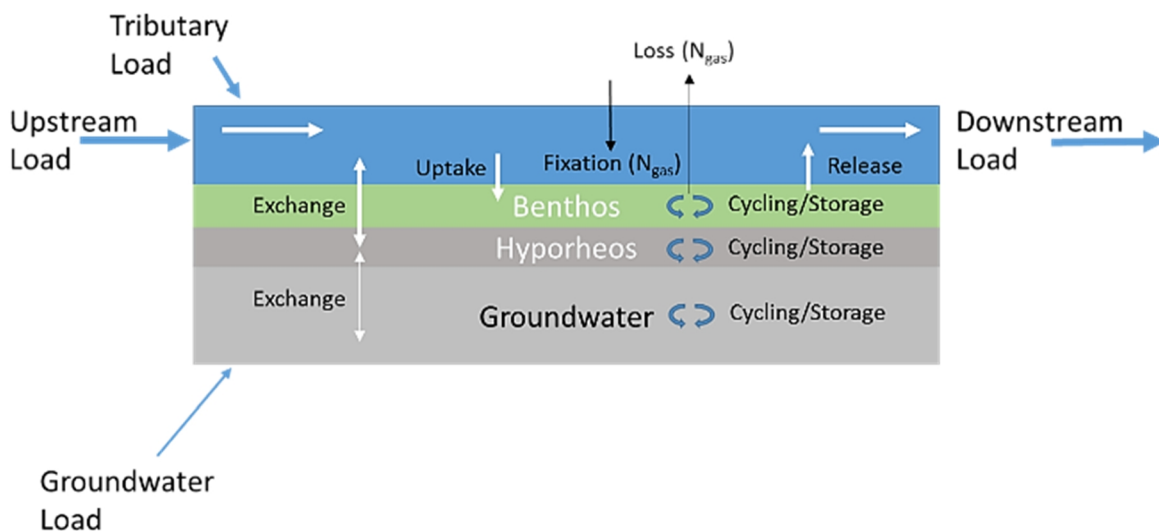 Tributary
Load
Loss (Ngas)
Upstream
Load
Downstream
Load
Uptake
Fixation (Ngas)
Release
Exchange
Benthos
Cycling/Storage
Hyporheos
Cycling/Storage
Exchange
Groundwater
Cycling/Storage
Groundwater
Load